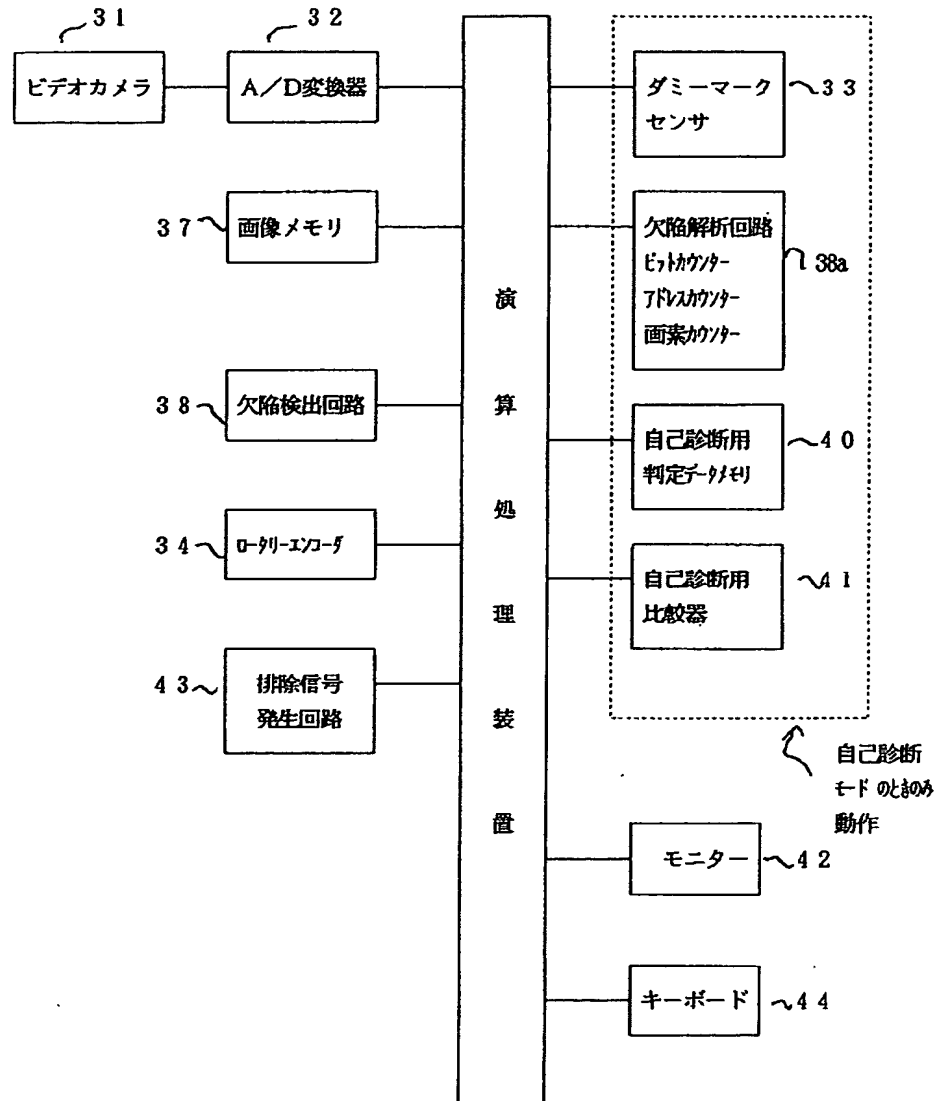 ３１
ビデオカメラ
３２
A／D変換器
３７
画像メモリ
３８
欠陥検出回路
３４
ﾛｰﾀﾘｰｴﾝｺｰﾀﾞ
４３
排除信号
発生回路
演算処理装置
ダミーマーク
センサ
３３
欠陥解析回路
ﾋﾞｯﾄｶｳﾝﾀｰ
ｱﾄﾞﾚｽｶｳﾝﾀｰ
画素ｶｳﾝﾀｰ
38a
自己診断用
判定ﾃﾞｰﾀﾒﾓﾘ
４０
自己診断用
比較器
４１
自己診断
ﾓｰﾄﾞのときのみ
動作
モニター
４２
キーボード
４４